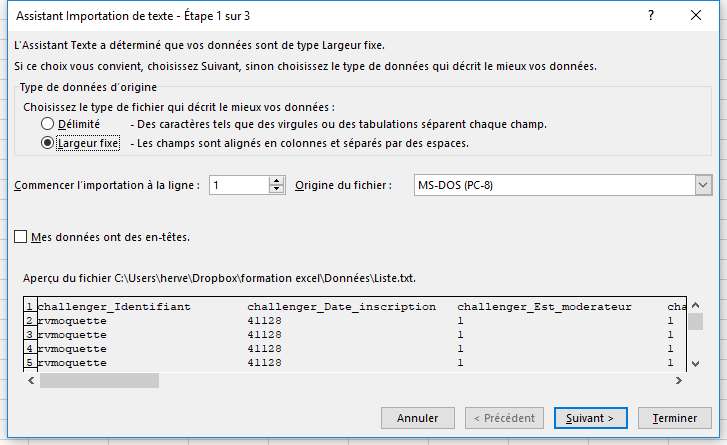 Assistant Importation de texte - Étape 1 sur 3
L'Assistant Texte a déterminé que vos données sont de type Largeur fixe.
Si ce choix vous convient, choisissez Suivant, sinon choisissez le type de données qui décrit le mieux vos données.
Type de données d'origine
Choisissez le type de fichier qui décrit le mieux vos données :
Délimité - Des caractères tels que des virgules ou des tabulations séparent chaque champ.
Largeur fixe - Les champs sont alignés en colonnes et séparés par des espaces.
Commencer l'importation à la ligne : 1 Origine du fichier : MS-DOS (PC-8)
Mes données ont des en-têtes.
Aperçu du fichier C:\Users\herve\Dropbox\formation excel\Données\Liste.txt.
1 challenger_Identifiant challenger_Date_inscription challenger_Est_moderateur cha
2 rvmoquette 41128 1 1
3 rvmoquette 41128 1 1
4 rvmoquette 41128 1 1
5 rvmoquette 41128 1 1
Annuler < Précédent Suivant > Terminer